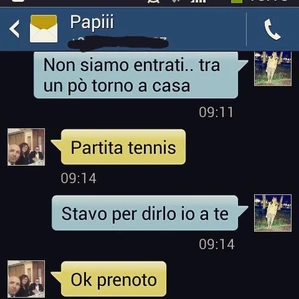 Papiii
Non siamo entrati.. tra
un pò torno a casa
09:11
Partita tennis
09:14
Stavo per dirlo io a te
09:14
Ok prenoto